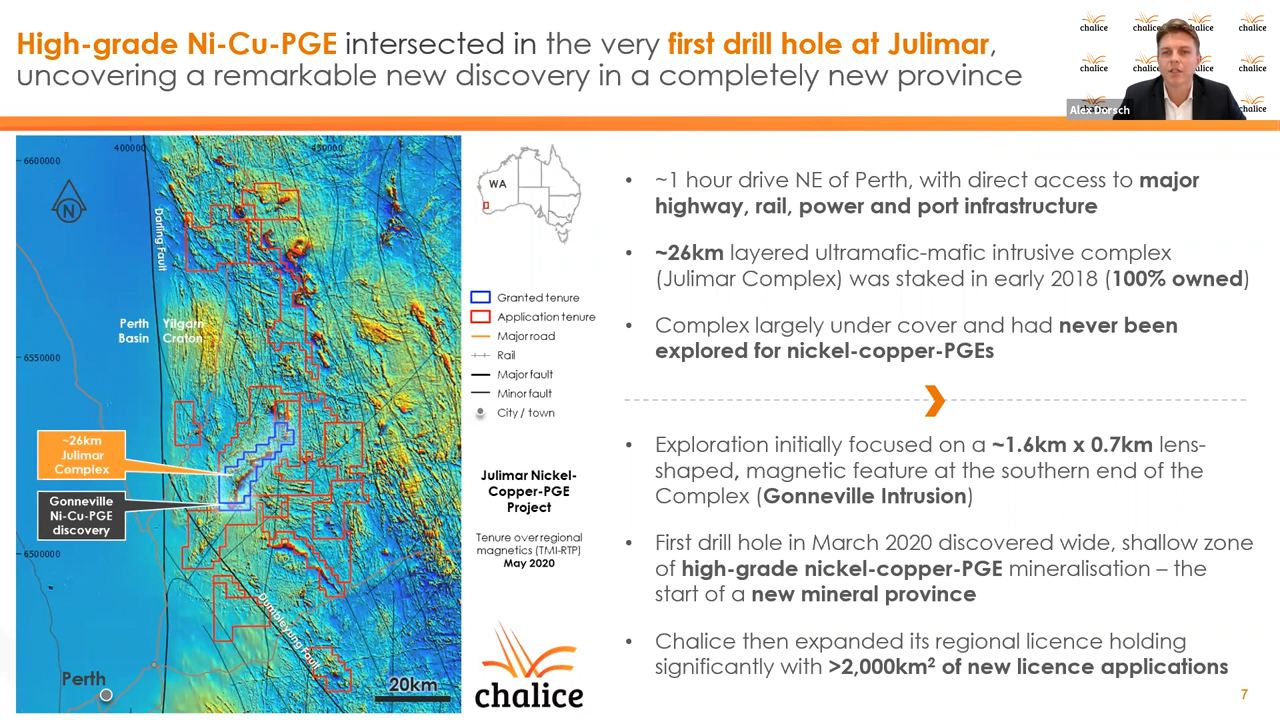 High-grade Ni-Cu-PGE intersected in the very first drill hole at Julimar,
uncovering a remarkable new discovery in a completely new province
chalice
chalice
chalice
chalice
chalice
chalice
chalice
Alex Dorsch
6600000
400000
450000
N
Darling Fault
Perth Basin
Yilgarn Craton
6550000
~26km
Julimar
Complex
Gonneville
Ni-Cu-PGE
discovery
6500000
Dumbleyung Fault
Perth
20km
WA
Granted tenure
Application tenure
Major road
Rail
Major fault
Minor fault
City / town
Julimar Nickel-
Copper-PGE
Project
Tenure over regional
magnetics (TMI-RTP)
May 2020
chalice
• ~1 hour drive NE of Perth, with direct access to major
highway, rail, power and port infrastructure
• ~26km layered ultramafic-mafic intrusive complex
(Julimar Complex) was staked in early 2018 (100% owned)
• Complex largely under cover and had never been
explored for nickel-copper-PGEs
• Exploration initially focused on a ~1.6km x 0.7km lens-
shaped, magnetic feature at the southern end of the
Complex (Gonneville Intrusion)
• First drill hole in March 2020 discovered wide, shallow zone
of high-grade nickel-copper-PGE mineralisation – the
start of a new mineral province
• Chalice then expanded its regional licence holding
significantly with >2,000km² of new licence applications
7